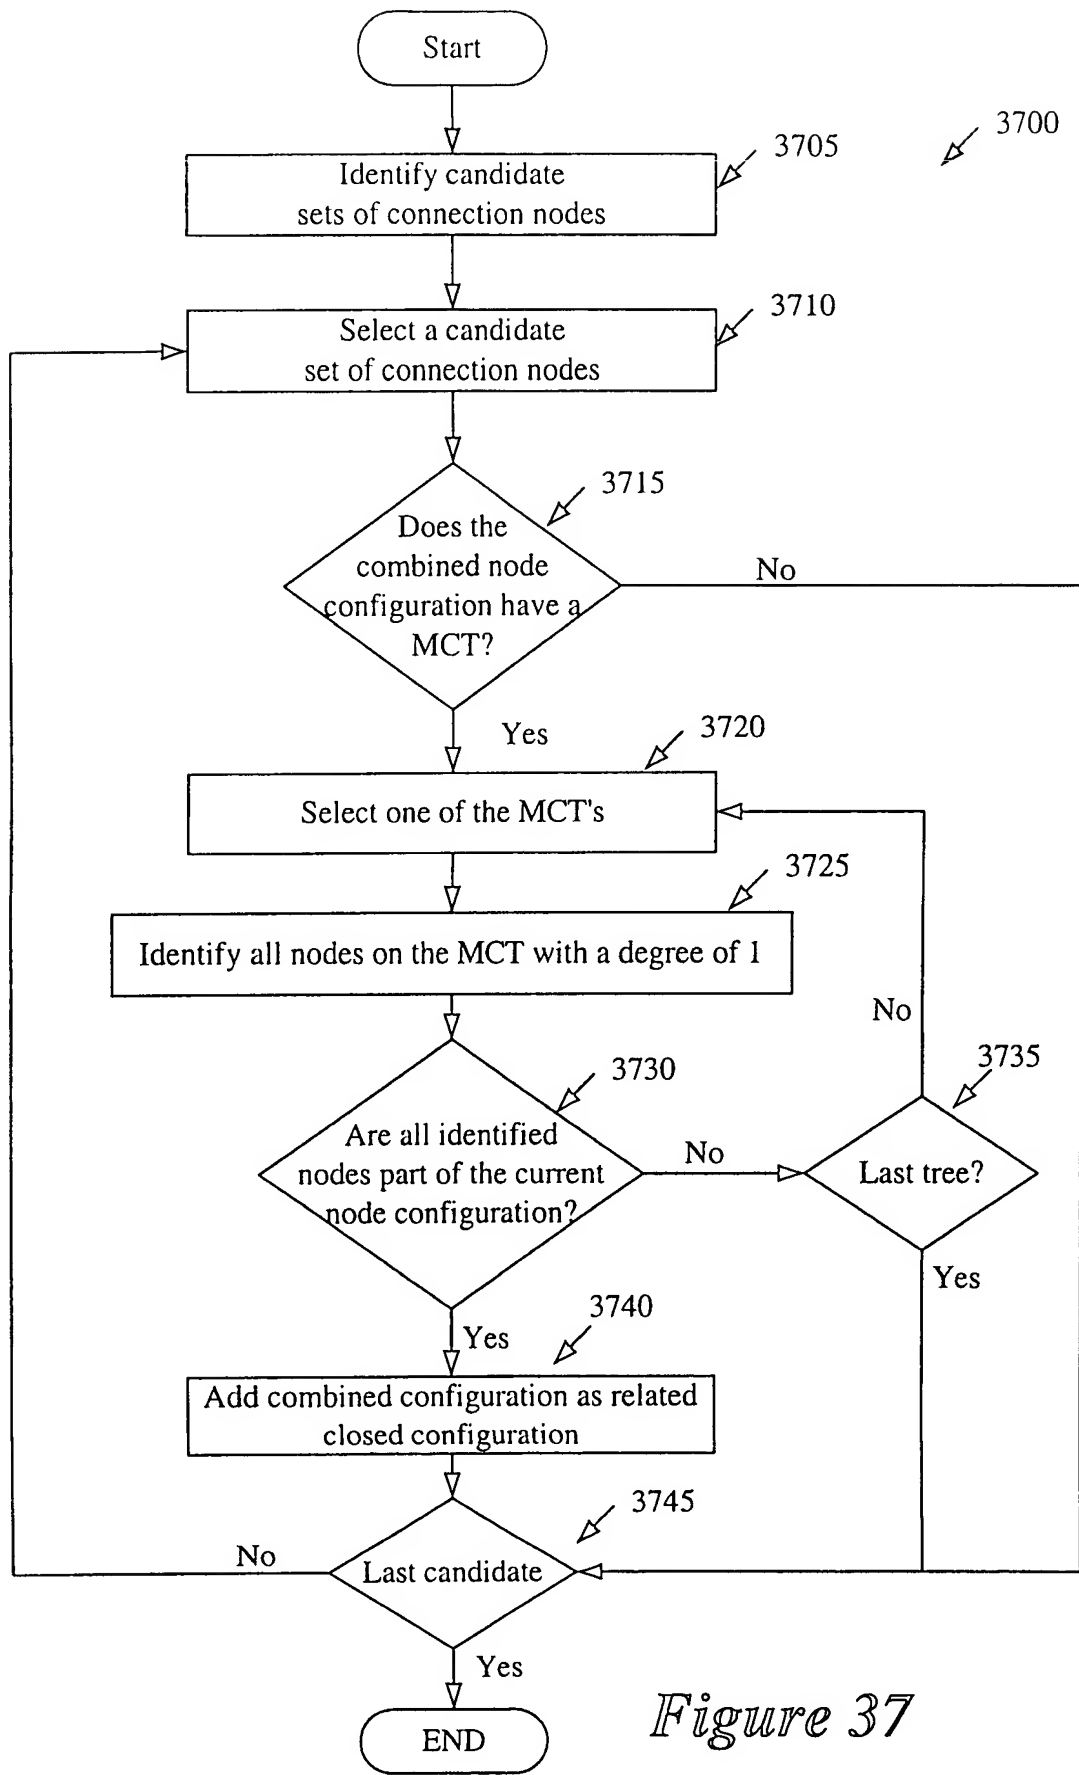 Start
3700
3705
Identify candidate
sets of connection nodes
3710
Select a candidate
set of connection nodes
3715
Does the
combined node
configuration have a
MCT?
No
Yes
3720
Select one of the MCT's
3725
Identify all nodes on the MCT with a degree of 1
No
3735
3730
Are all identified
nodes part of the current
node configuration?
No
Last tree?
Yes
3740
Yes
Add combined configuration as related
closed configuration
3745
No
Last candidate
Yes
END
Figure 37